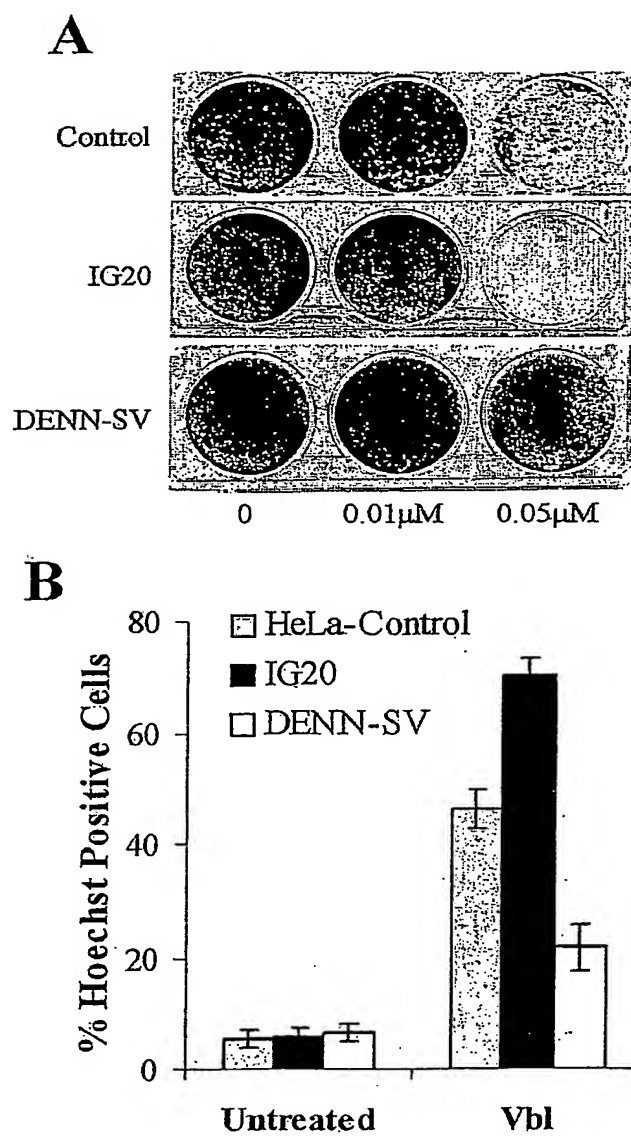 A
Control
IG20
DENN-SV
0 0.01µM 0.05µM
B
80
60
40
20
0
% Hoechst Positive Cells
HeLa-Control
IG20
DENN-SV
Untreated Vbl